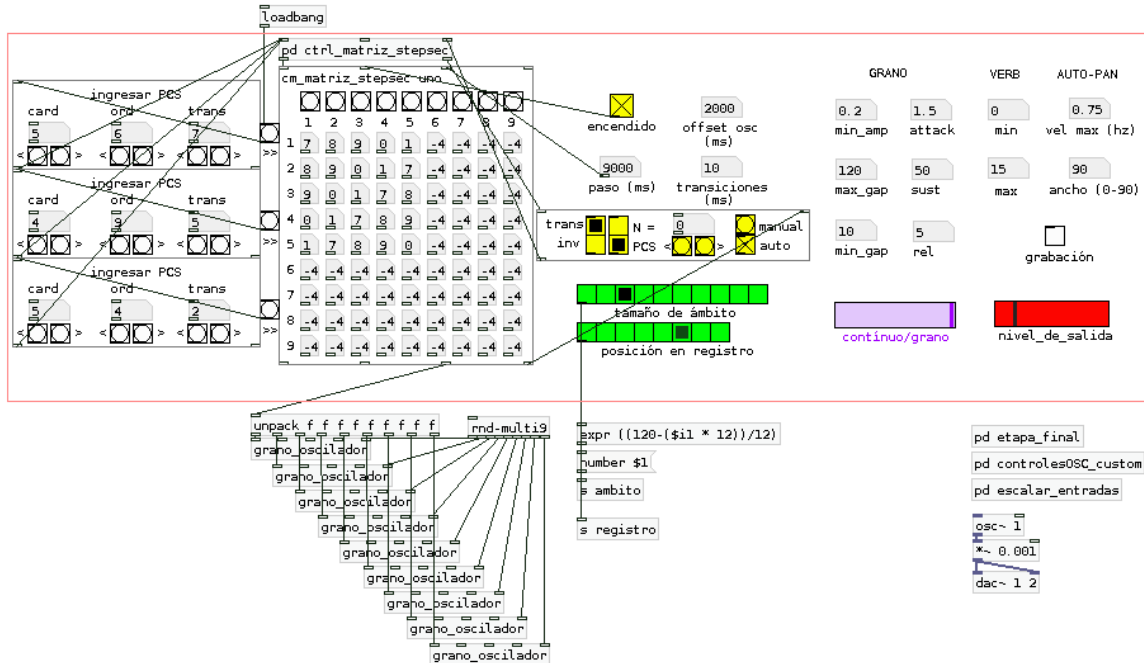 loadbang
pd ctrl_matriz_stepsec
cm_matriz_stepsec uno
1 2 3 4 5 6 7 8 9
1 7 8 9 0 1 -4 -4 -4 -4
2 8 9 0 1 7 -4 -4 -4 -4
3 9 0 1 7 8 -4 -4 -4 -4
4 0 1 7 8 9 -4 -4 -4 -4
5 1 7 8 9 0 -4 -4 -4 -4
6 -4 -4 -4 -4 -4 -4 -4 -4 -4
7 -4 -4 -4 -4 -4 -4 -4 -4 -4
8 -4 -4 -4 -4 -4 -4 -4 -4 -4
9 -4 -4 -4 -4 -4 -4 -4 -4 -4
ingresar PCS
card ord trans
5 6 7
< > < > < > >>
ingresar PCS
card ord trans
4 9 5
< > < > < > >>
ingresar PCS
card ord trans
5 4 2
< > < > < > >>
encendido
2000
offset osc
(ms)
9000
paso (ms)
10
transiciones
(ms)
trans N = 0 manual
inv PCS < > auto
tamaño de ámbito
posición en registro
GRANO VERB AUTO-PAN
0.2 1.5 0 0.75
min_amp attack min vel max (hz)
120 50 15 90
max_gap sust max ancho (0-90)
10 5
min_gap rel
grabación
contínuo/grano
nivel_de_salida
unpack f f f f f f f f f
rnd-multi9
grano_oscilador
grano_oscilador
grano_oscilador
grano_oscilador
grano_oscilador
grano_oscilador
grano_oscilador
grano_oscilador
grano_oscilador
expr ((120-($i1 * 12))/12)
number $1
s ambito
s registro
pd etapa_final
pd controlesOSC_custom
pd escalar_entradas
osc~ 1
*~ 0.001
dac~ 1 2